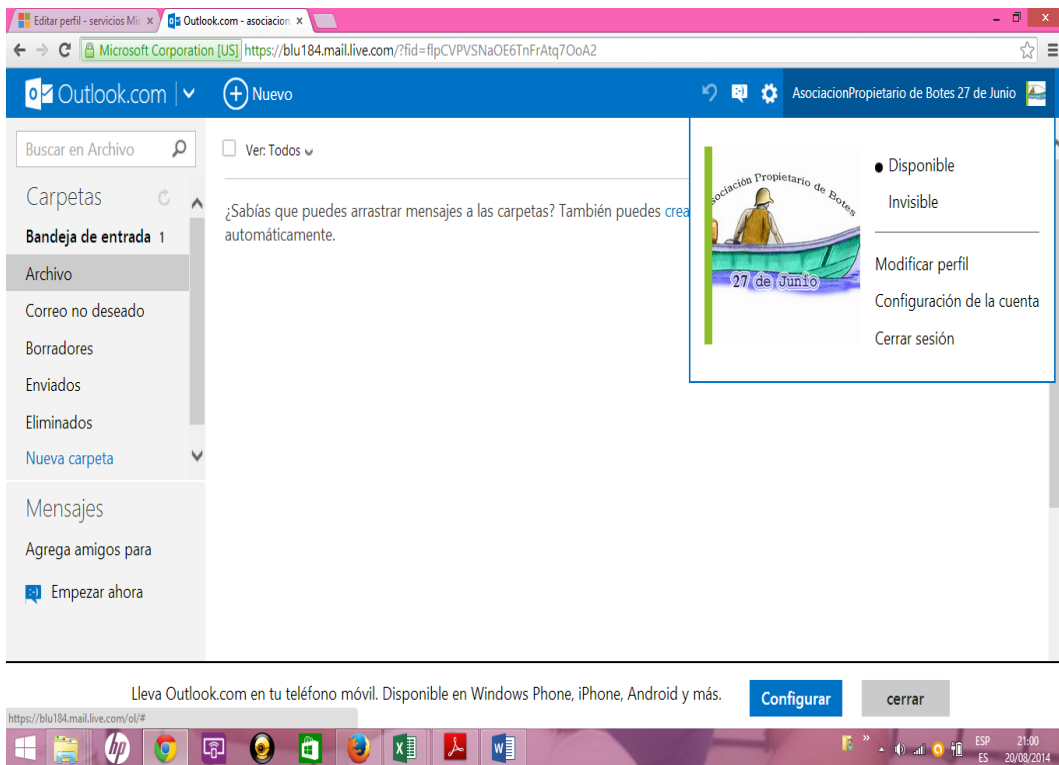 Editar perfil - servicios Mic
Outlook.com - asociacion
Microsoft Corporation [US] https://blu184.mail.live.com/?fid=flpCVPVSNaOE6TnFrAtq7OoA2
Outlook.com
Nuevo
AsociacionPropietario de Botes 27 de Junio
Buscar en Archivo
Ver: Todos
Carpetas
¿Sabías que puedes arrastrar mensajes a las carpetas? También puedes crea
automáticamente.
Bandeja de entrada 1
Archivo
Correo no deseado
Borradores
Enviados
Eliminados
Nueva carpeta
Mensajes
Agrega amigos para
Empezar ahora
Propietario de Botes
27 de Junio
Disponible
Invisible
Modificar perfil
Configuración de la cuenta
Cerrar sesión
Lleva Outlook.com en tu teléfono móvil. Disponible en Windows Phone, iPhone, Android y más.
Configurar
cerrar
https://blu184.mail.live.com/ol/#
hp
ESP
ES
21:00
20/08/2014